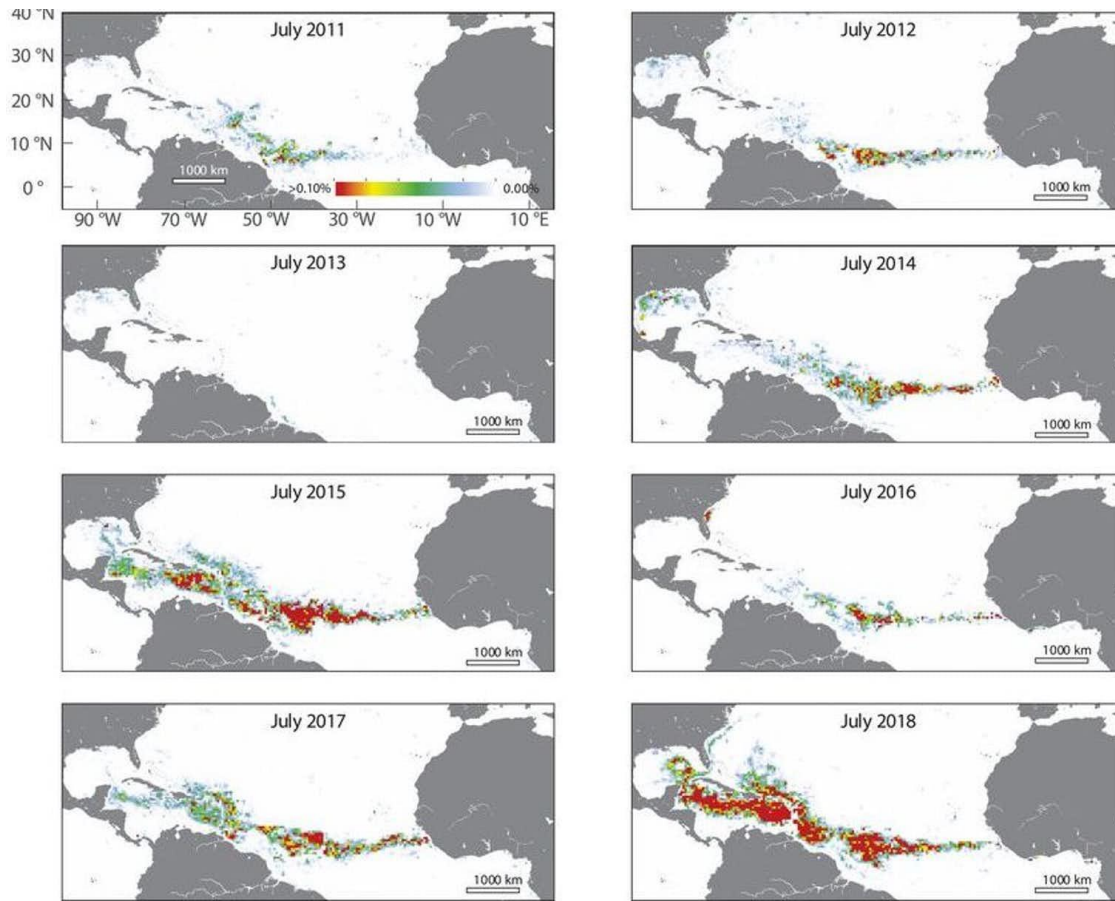 40 °N
July 2011
July 2012
30 °N
20 °N
10 °N
0 °
1000 km
>0.10%
0.00%
1000 km
90 °W
70 °W
50 °W
30 °W
10 °W
10 °E
July 2013
July 2014
1000 km
1000 km
July 2015
July 2016
1000 km
1000 km
July 2017
July 2018
1000 km
1000 km